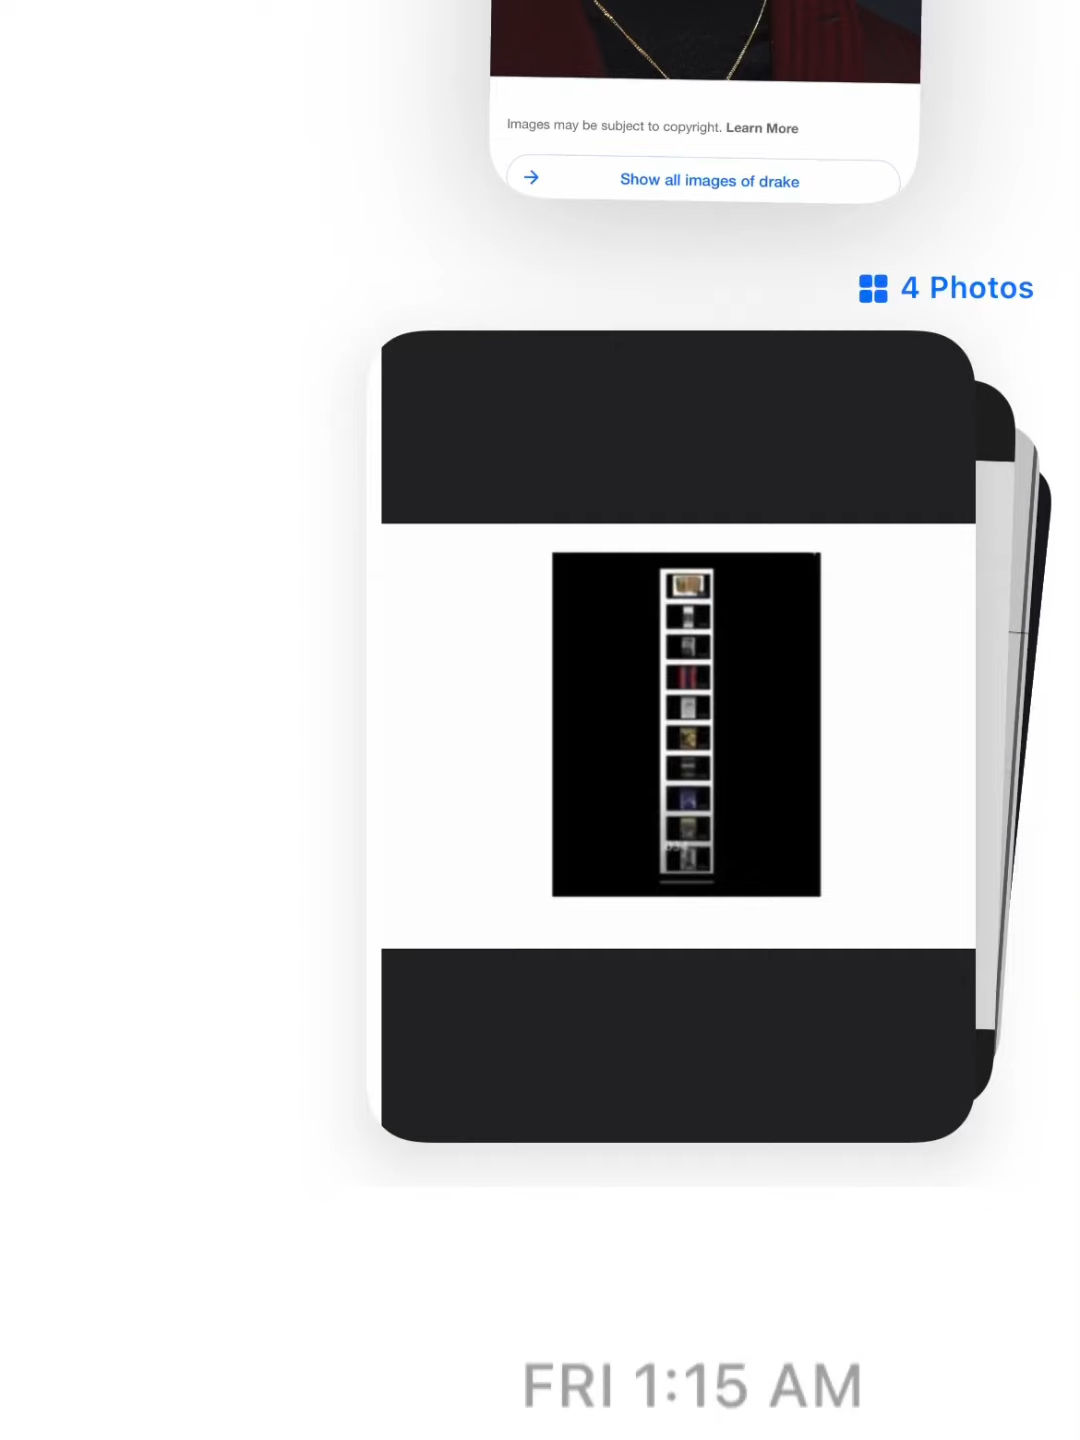 Images may be subject to copyright. Learn More
Show all images of drake
4 Photos
FRI 1:15 AM